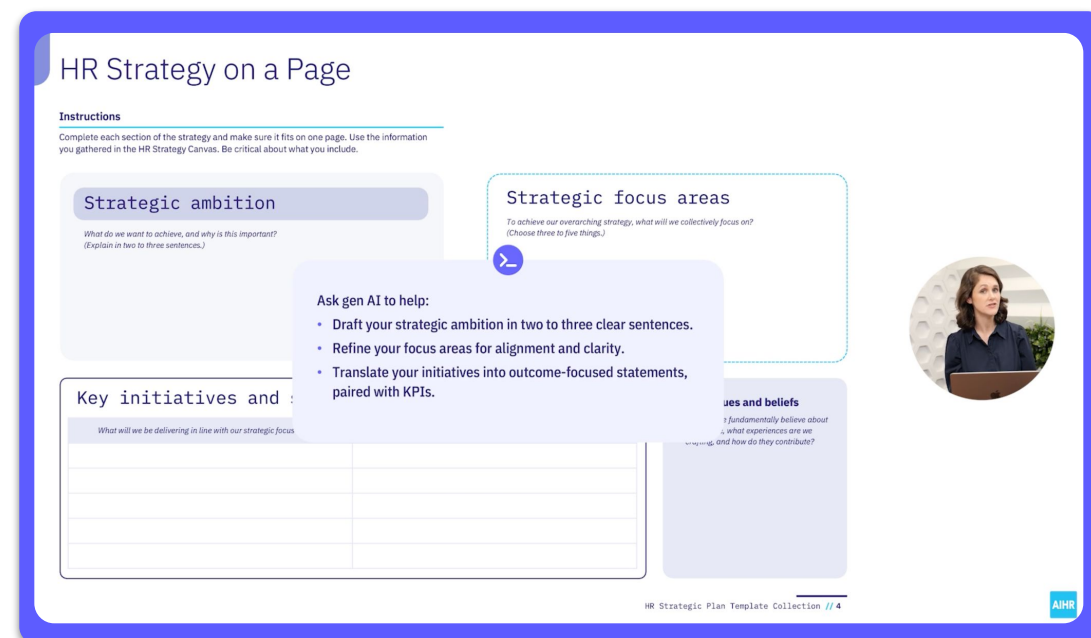 HR Strategy on a Page
Instructions
Complete each section of the strategy and make sure it fits on one page. Use the information
you gathered in the HR Strategy Canvas. Be critical about what you include.
Strategic ambition
What do we want to achieve, and why is this important?
(Explain in two to three sentences.)
Strategic focus areas
To achieve our overarching strategy, what will we collectively focus on?
(Choose three to five things.)
Ask gen AI to help:
• Draft your strategic ambition in two to three clear sentences.
• Refine your focus areas for alignment and clarity.
• Translate your initiatives into outcome-focused statements,
paired with KPIs.
Key initiatives and
What will we be delivering in line with our strategic focus
and beliefs
fundamentally believe about
what experiences are we
and how do they contribute?
HR Strategic Plan Template Collection // 4
AIHR